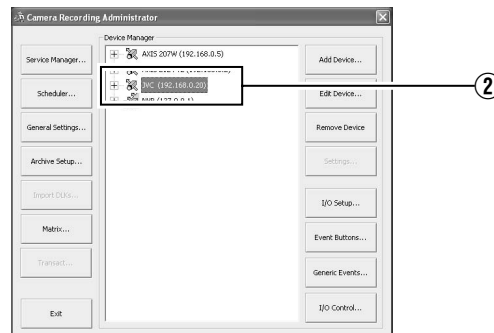 Camera Recording Administrator
Device Manager
Service Manager...
Scheduler...
General Settings...
Archive Setup...
Import DLKs...
Matrix...
Transact...
Exit
AXIS 207W (192.168.0.5)
JVC (192.168.0.20)
Add Device...
Edit Device...
Remove Device
Settings...
I/O Setup...
Event Buttons...
Generic Events...
I/O Control...
②